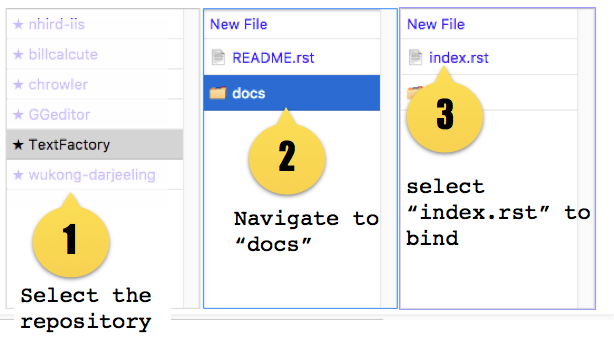 ★ nhird-iis
★ billcalcute
★ chrowler
★ GGeditor
★ TextFactory
★ wukong-darjeeling
1
Select the
repository
New File
README.rst
docs
2
Navigate to
“docs”
New File
index.rst
3
select
“index.rst” to
bind